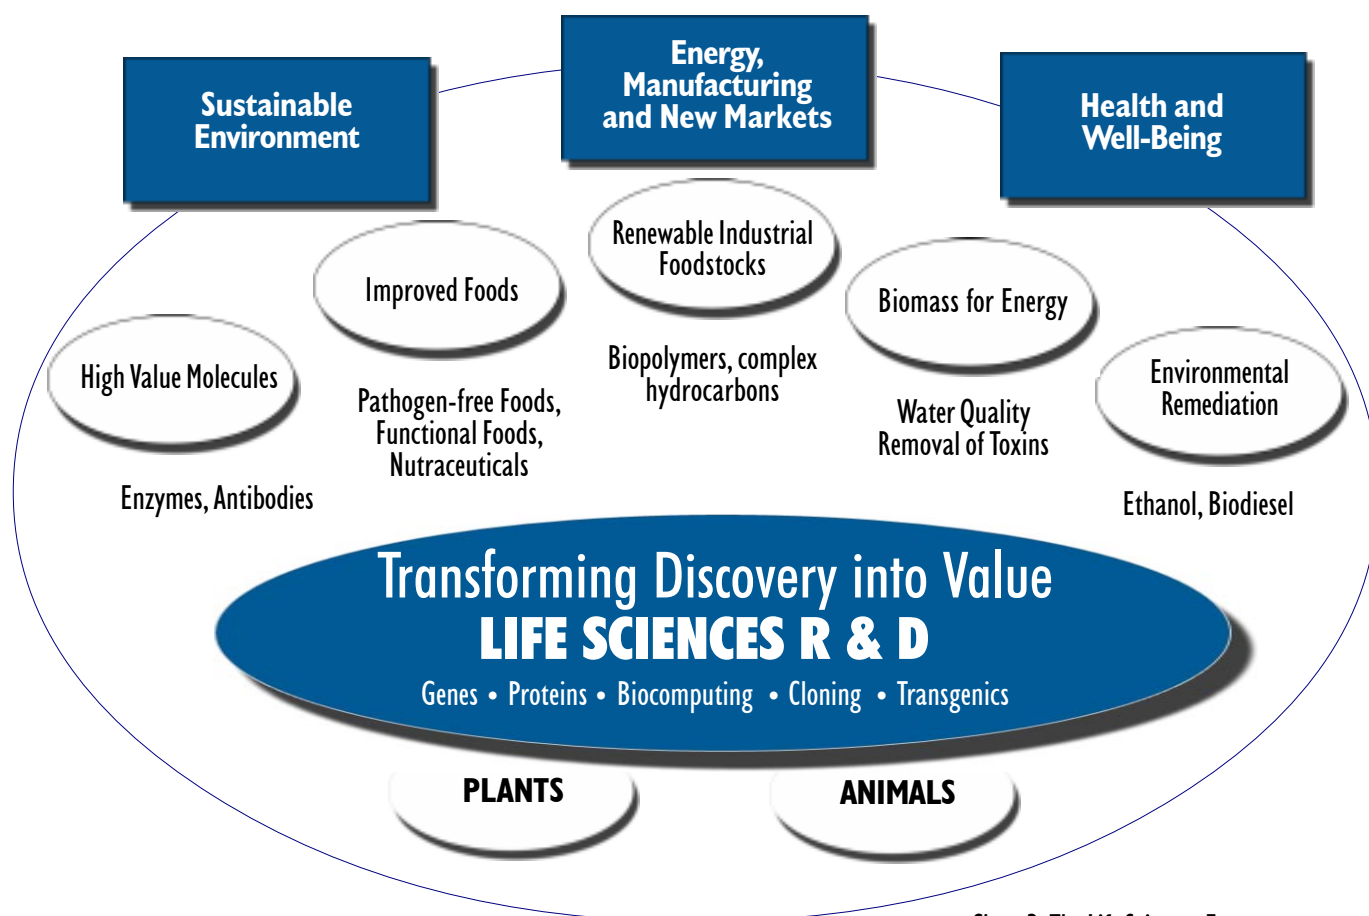 Energy,
Manufacturing
and New Markets
Sustainable
Environment
Health and
Well-Being
Renewable Industrial
Foodstocks
Improved Foods
Biomass for Energy
High Value Molecules
Environmental
Remediation
Biopolymers, complex
hydrocarbons
Pathogen-free Foods,
Functional Foods,
Nutraceuticals
Water Quality
Removal of Toxins
Enzymes, Antibodies
Ethanol, Biodiesel
Transforming Discovery into Value
LIFE SCIENCES R & D
Genes • Proteins • Biocomputing • Cloning • Transgenics
PLANTS
ANIMALS